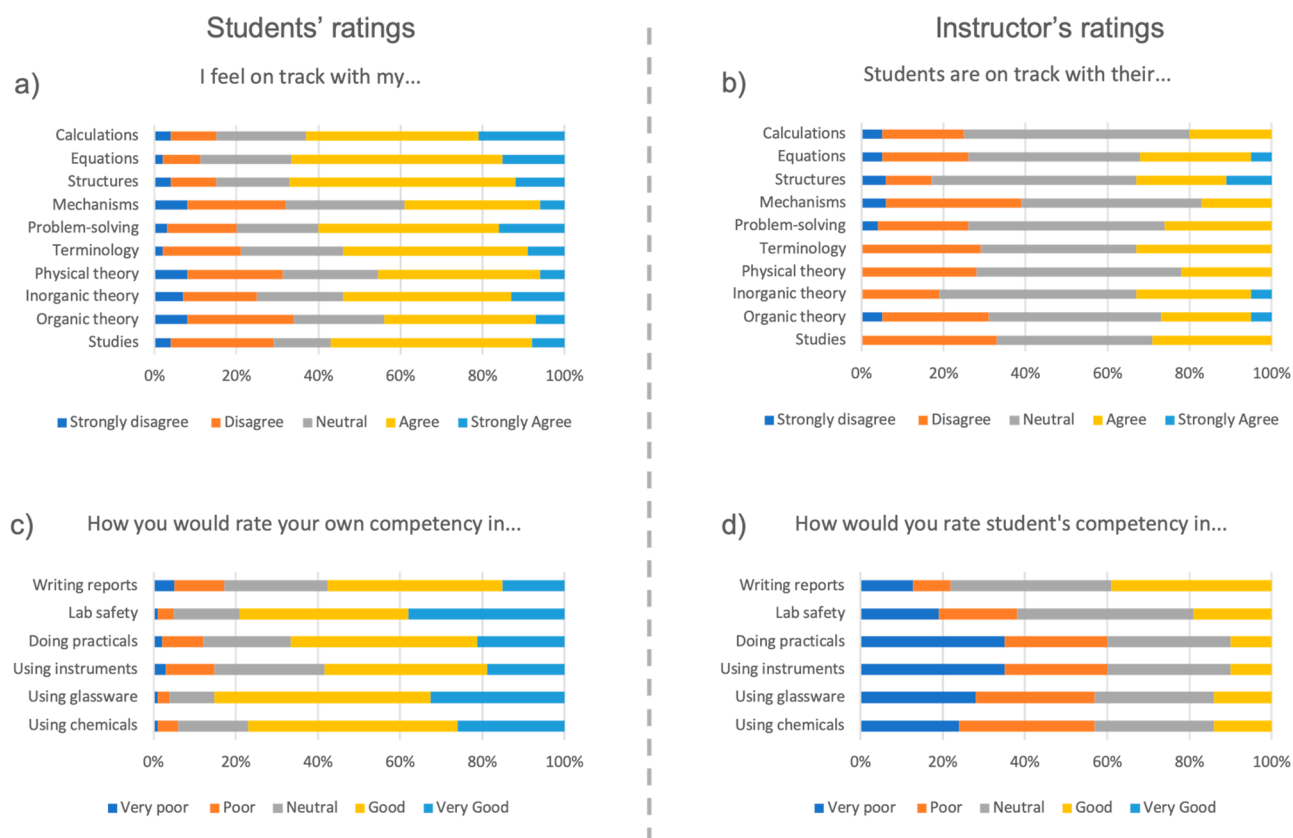 Students’ ratings
Instructor’s ratings
a)
I feel on track with my...
Calculations
Equations
Structures
Mechanisms
Problem-solving
Terminology
Physical theory
Inorganic theory
Organic theory
Studies
0% 20% 40% 60% 80% 100%
Strongly disagree Disagree Neutral Agree Strongly Agree
b)
Students are on track with their...
Calculations
Equations
Structures
Mechanisms
Problem-solving
Terminology
Physical theory
Inorganic theory
Organic theory
Studies
0% 20% 40% 60% 80% 100%
Strongly disagree Disagree Neutral Agree Strongly Agree
c)
How you would rate your own competency in...
Writing reports
Lab safety
Doing practicals
Using instruments
Using glassware
Using chemicals
0% 20% 40% 60% 80% 100%
Very poor Poor Neutral Good Very Good
d)
How would you rate student's competency in...
Writing reports
Lab safety
Doing practicals
Using instruments
Using glassware
Using chemicals
0% 20% 40% 60% 80% 100%
Very poor Poor Neutral Good Very Good